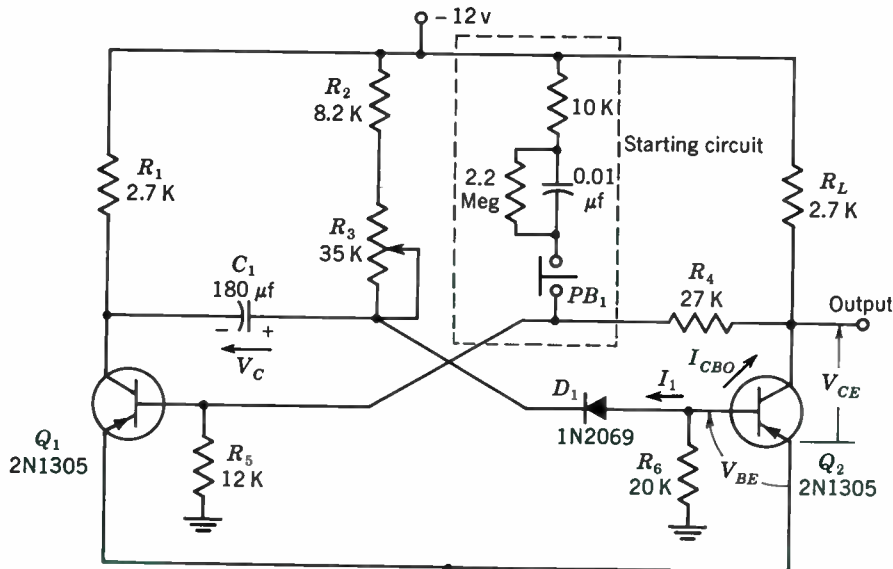 - 12 v
R2
8.2 K
10 K
Starting circuit
R1
2.7 K
2.2
Meg
0.01
μf
RL
2.7 K
R3
35 K
C1
180 μf
R4
27 K
PB1
Output
− +
VC
ICBO
D1
I1
VCE
1N2069
Q1
2N1305
R5
12 K
R6
20 K
VBE
Q2
2N1305